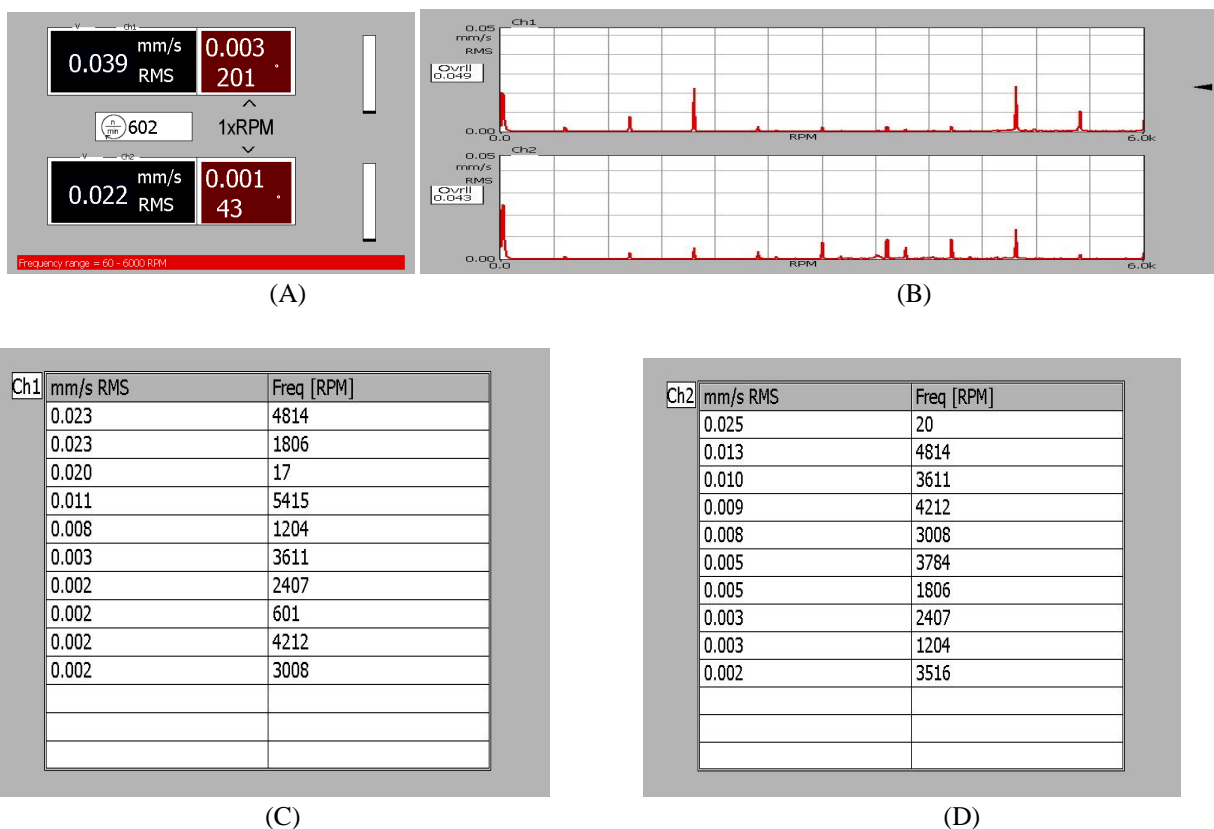 V Ch1
0.039 mm/s RMS 0.003 201 °
n/min 602 1xRPM
V Ch2
0.022 mm/s RMS 0.001 43 °
Frequency range = 60 - 6000 RPM
(A)
Ch1
0.05
mm/s
RMS
Ovrll
0.049
0.00
0.0 RPM 6.0k
Ch2
0.05
mm/s
RMS
Ovrll
0.043
0.00
0.0 RPM 6.0k
(B)
Ch1 mm/s RMS Freq [RPM]
0.023 4814
0.023 1806
0.020 17
0.011 5415
0.008 1204
0.003 3611
0.002 2407
0.002 601
0.002 4212
0.002 3008
(C)
Ch2 mm/s RMS Freq [RPM]
0.025 20
0.013 4814
0.010 3611
0.009 4212
0.008 3008
0.005 3784
0.005 1806
0.003 2407
0.003 1204
0.002 3516
(D)